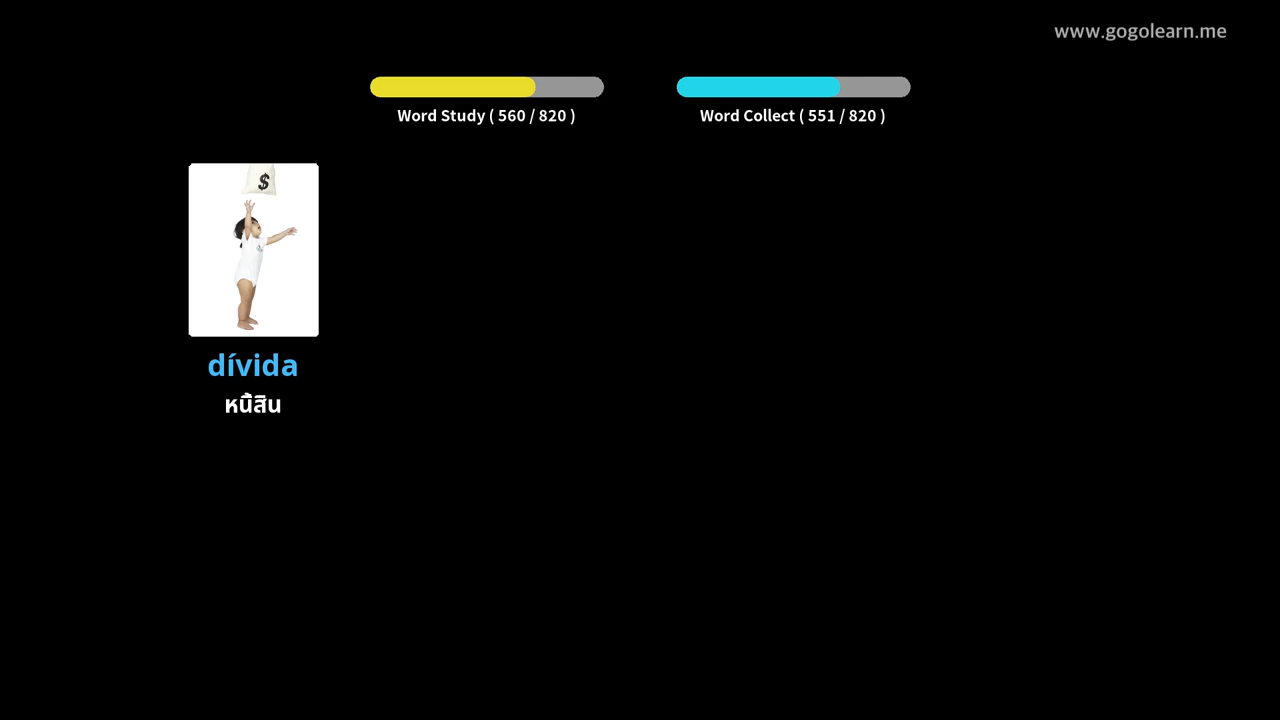 www.gogolearn.me
Word Study ( 560 / 820 )
Word Collect ( 551 / 820 )
$
dívida
หนี้สิน